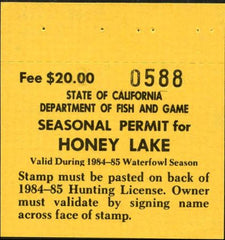 Fee $20.00 0588
STATE OF CALIFORNIA
DEPARTMENT OF FISH AND GAME
SEASONAL PERMIT for
HONEY LAKE
Valid During 1984-85 Waterfowl Season
Stamp must be pasted on back of
1984-85 Hunting License. Owner
must validate by signing name
across face of stamp.